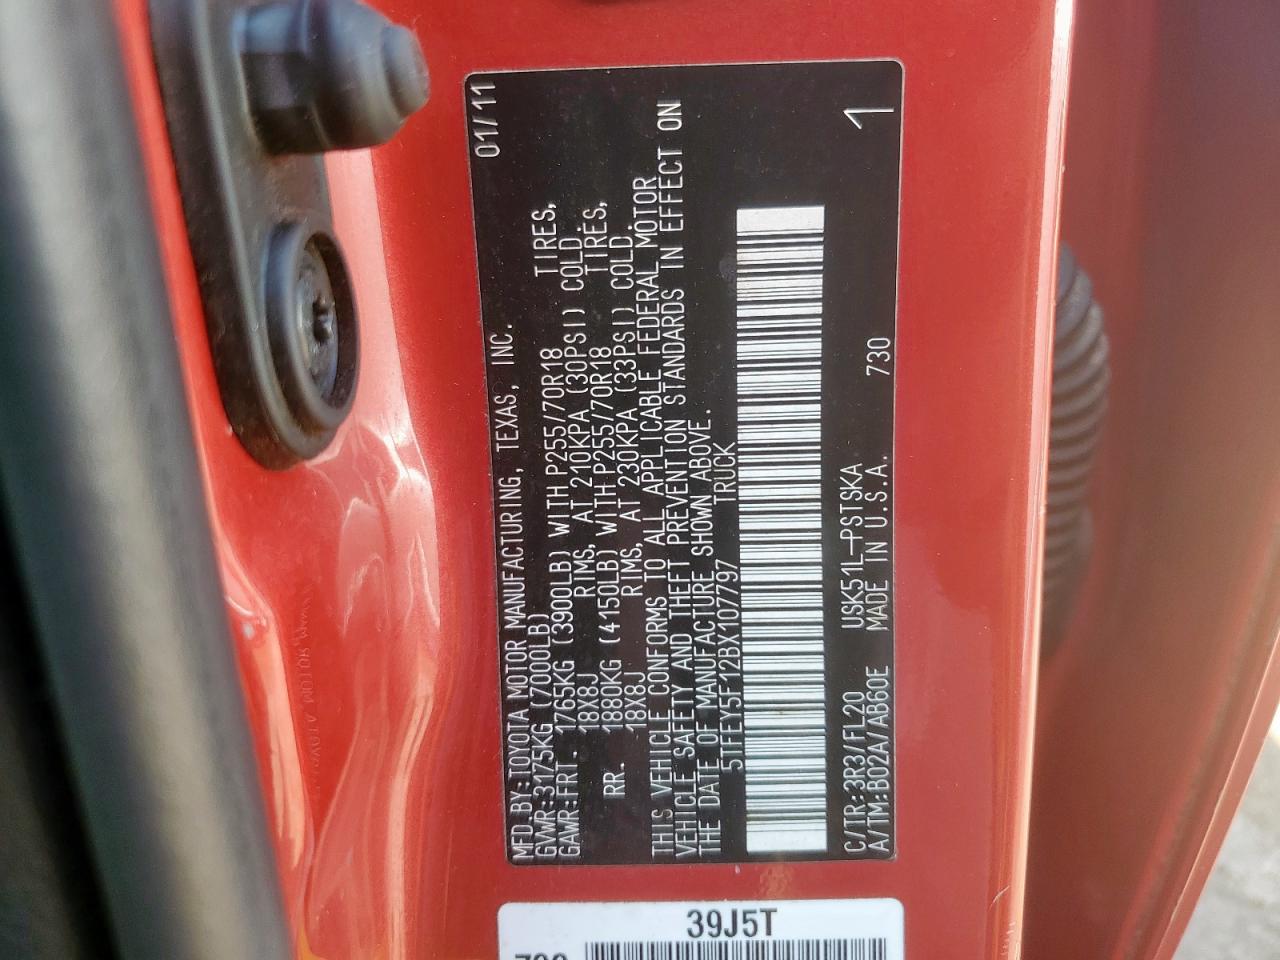 MFD.BY:TOYOTA MOTOR MANUFACTURING, TEXAS, INC. 01/11
GVWR:3175KG (7000LB)
GAWR:FRT. 1765KG (3900LB) WITH P255/70R18 TIRES,
18X8J RIMS, AT 210KPA (30PSI) COLD.
RR. 1880KG (4150LB) WITH P255/70R18 TIRES,
18X8J RIMS, AT 230KPA (33PSI) COLD.
THIS VEHICLE CONFORMS TO ALL APPLICABLE FEDERAL MOTOR
VEHICLE SAFETY AND THEFT PREVENTION STANDARDS IN EFFECT ON
THE DATE OF MANUFACTURE SHOWN ABOVE.
5TFEY5F12BX107797 TRUCK
C/TR:3R3/FL20 USK51L-PSTSKA 1
A/TM:B02A/AB60E MADE IN U.S.A. 730
39J5T